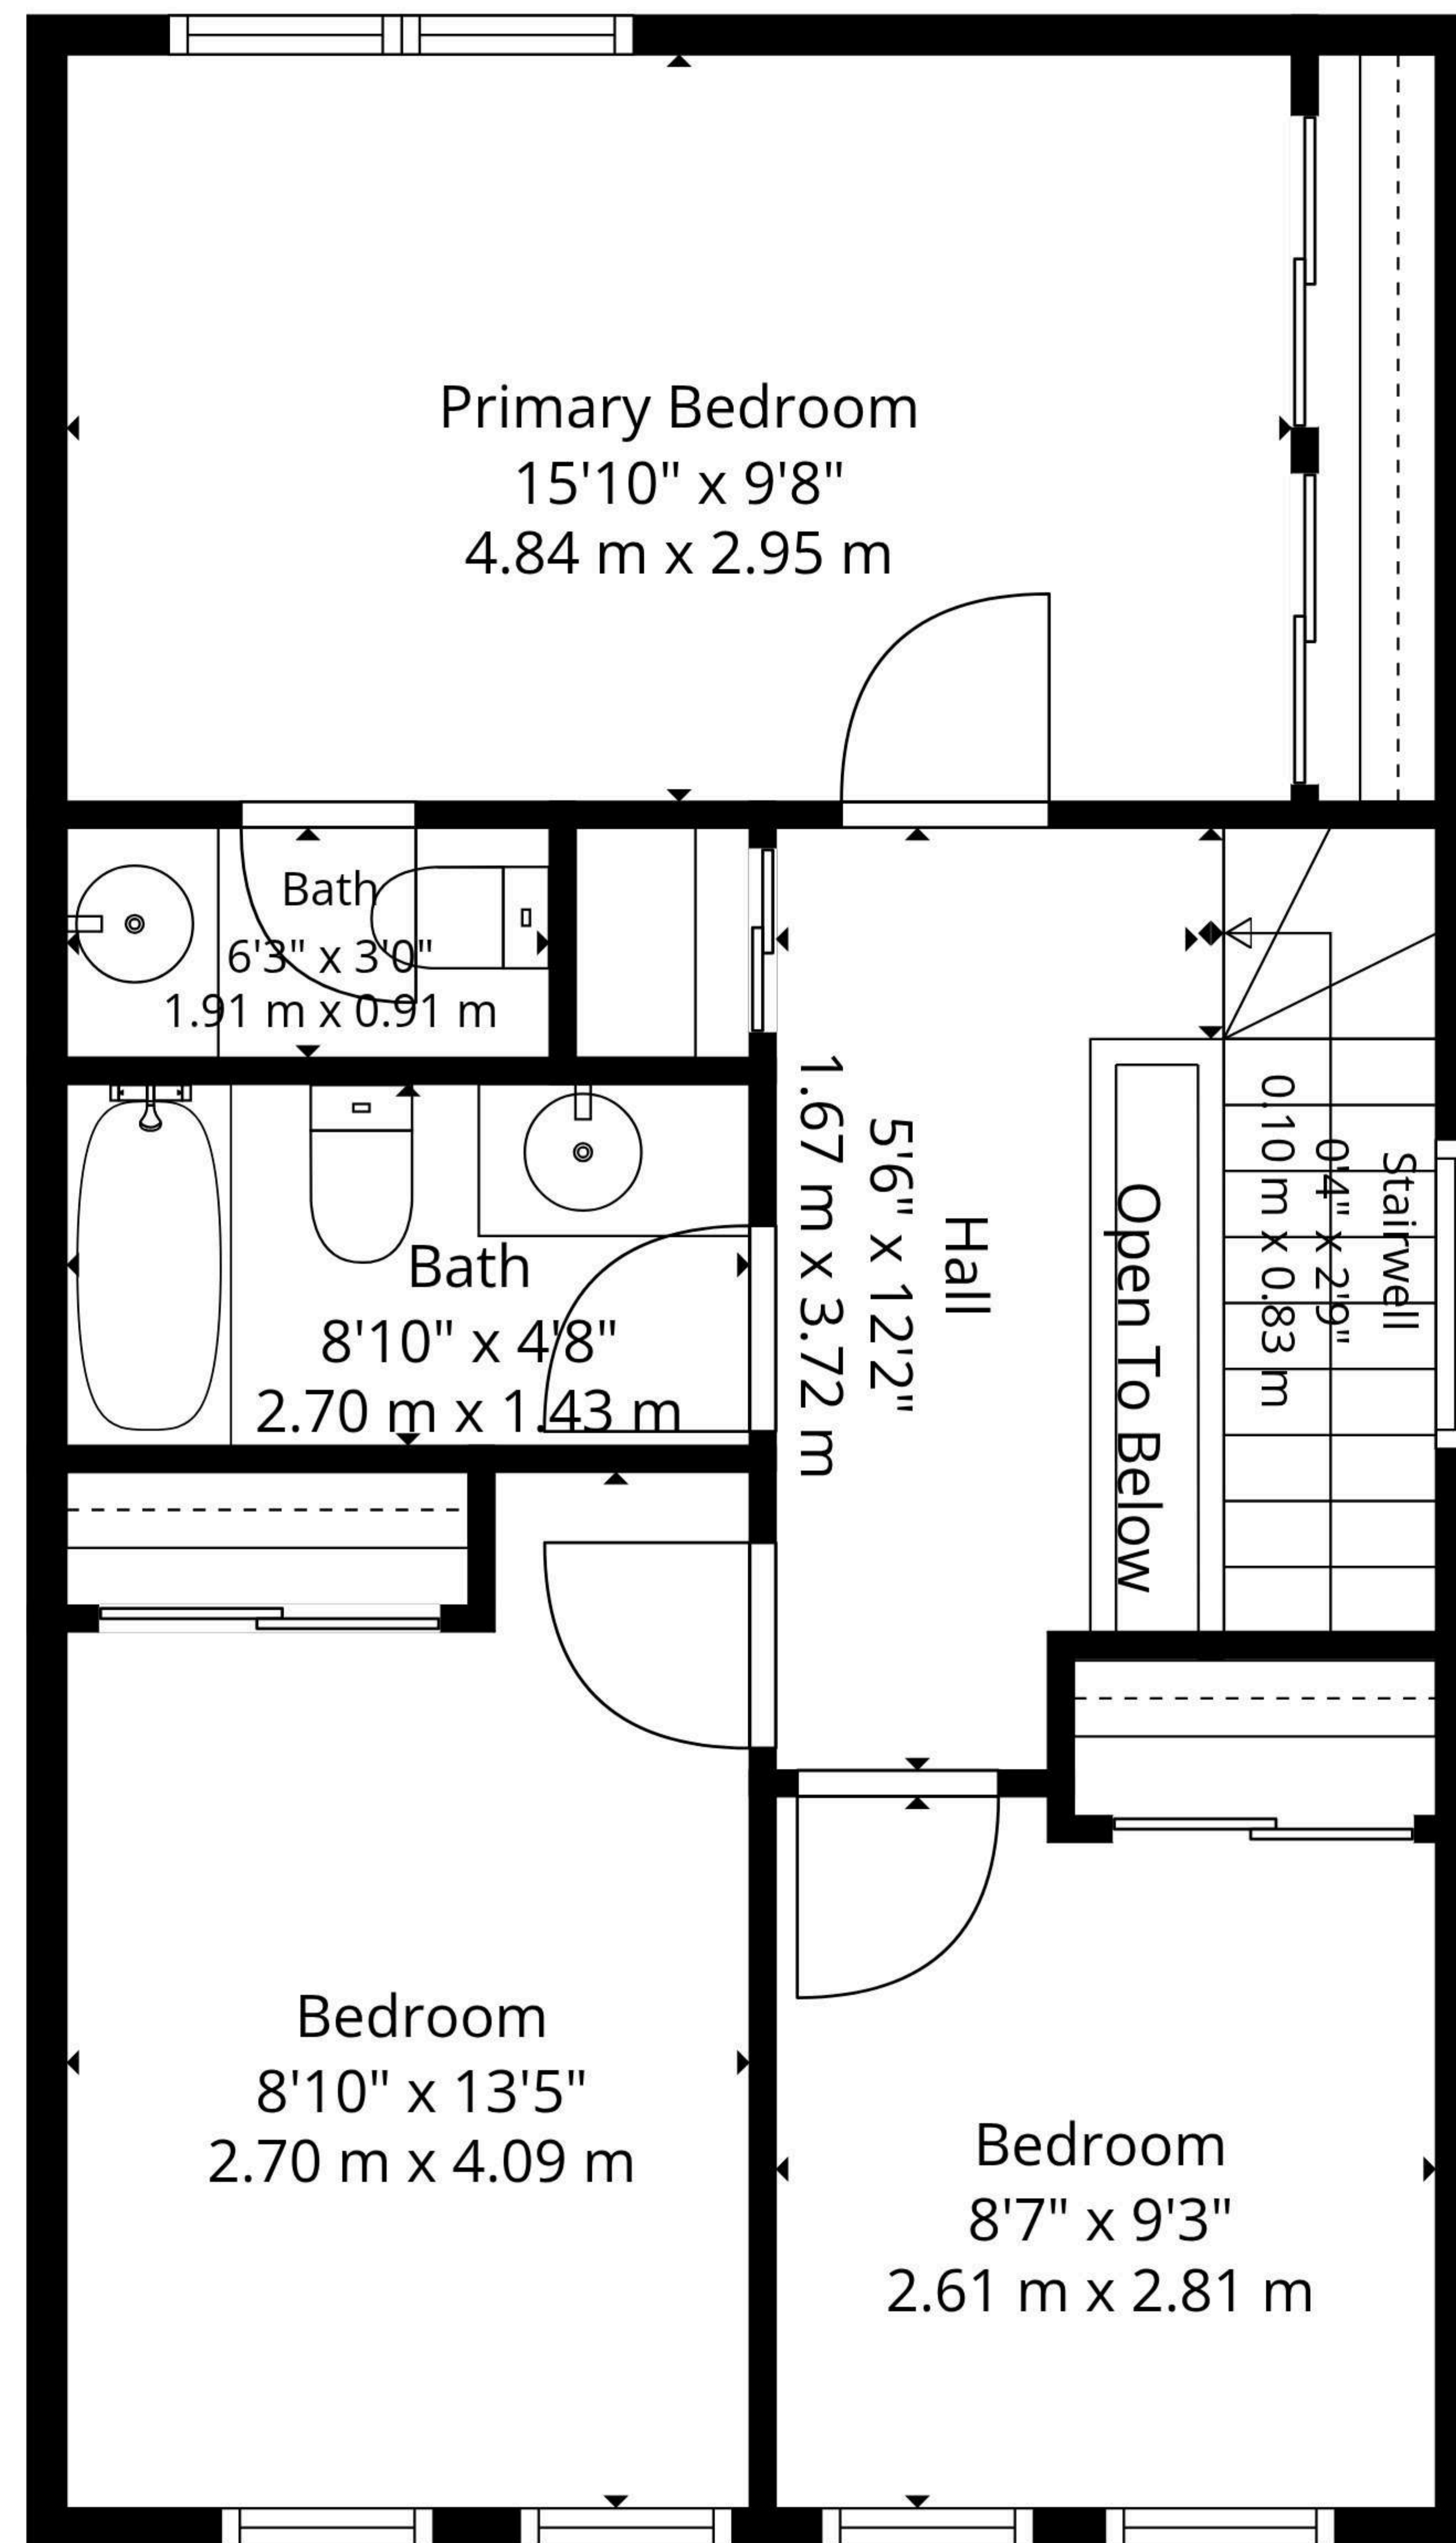 Primary Bedroom
15'10" x 9'8"
4.84 m x 2.95 m
Bath
6'3" x 3'0"
1.91 m x 0.91 m
Bath
8'10" x 4'8"
2.70 m x 1.43 m
Hall
5'6" x 12'2"
1.67 m x 3.72 m
Open To Below
Stairwell
0'4" x 2'9"
0.10 m x 0.83 m
Bedroom
8'10" x 13'5"
2.70 m x 4.09 m
Bedroom
8'7" x 9'3"
2.61 m x 2.81 m